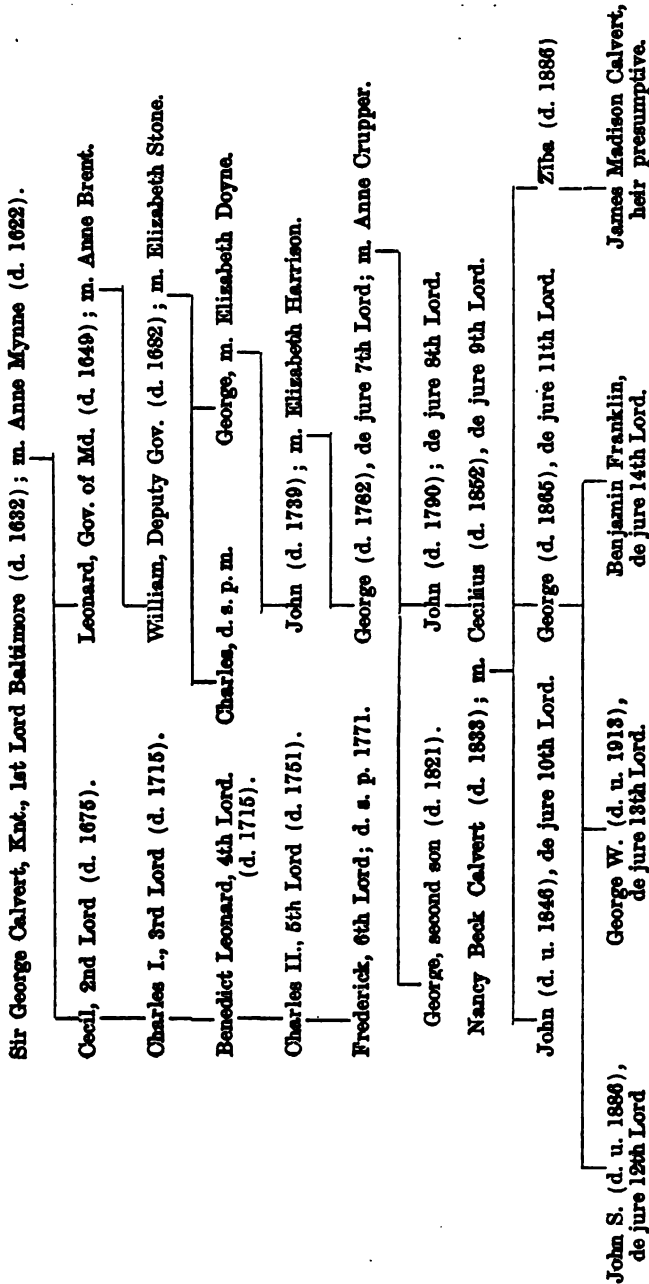 Sir George Calvert, Knt., 1st Lord Baltimore (d. 1632); m. Anne Mynne (d. 1622).
Cecil, 2nd Lord (d. 1675). Leonard, Gov. of Md. (d. 1649); m. Anne Brent.
Charles I., 3rd Lord (d. 1715). William, Deputy Gov. (d. 1682); m. Elizabeth Stone.
Benedict Leonard, 4th Lord. Charles, d. s. p. m. George, m. Elizabeth Doyne.
(d. 1715).
Charles II., 5th Lord (d. 1751). John (d. 1739); m. Elizabeth Harrison.
Frederick, 6th Lord; d. s. p. 1771. George (d. 1762), de jure 7th Lord; m. Anne Crupper.
George, second son (d. 1821). John (d. 1790); de jure 8th Lord.
Nancy Beck Calvert (d. 1833); m. Cecilius (d. 1852), de jure 9th Lord.
John (d. u. 1846), de jure 10th Lord. George (d. 1865), de jure 11th Lord. Ziba (d. 1886)
John S. (d. u. 1886), George W. (d. u. 1913), Benjamin Franklin, James Madison Calvert,
de jure 12th Lord de jure 13th Lord. de jure 14th Lord. heir presumptive.